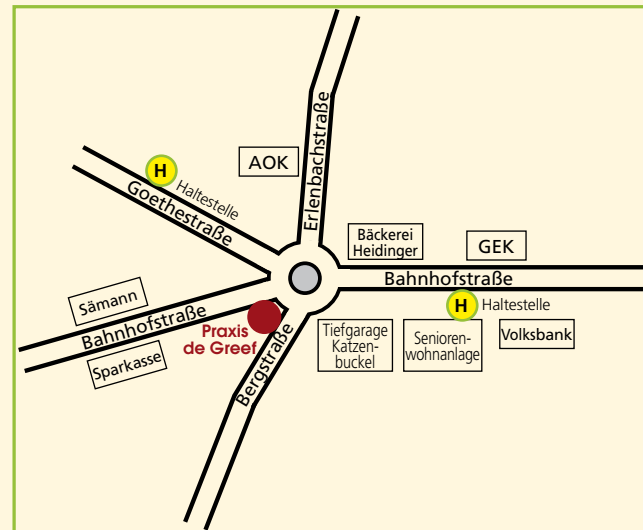 Erlenbachstraße
AOK
H
Haltestelle
Goethestraße
Bäckerei
Heidinger
GEK
Bahnhofstraße
H
Haltestelle
Sämann
Bahnhofstraße
Sparkasse
Praxis
de Greef
Bergstraße
Tiefgarage
Katzen-
buckel
Senioren-
wohnanlage
Volksbank